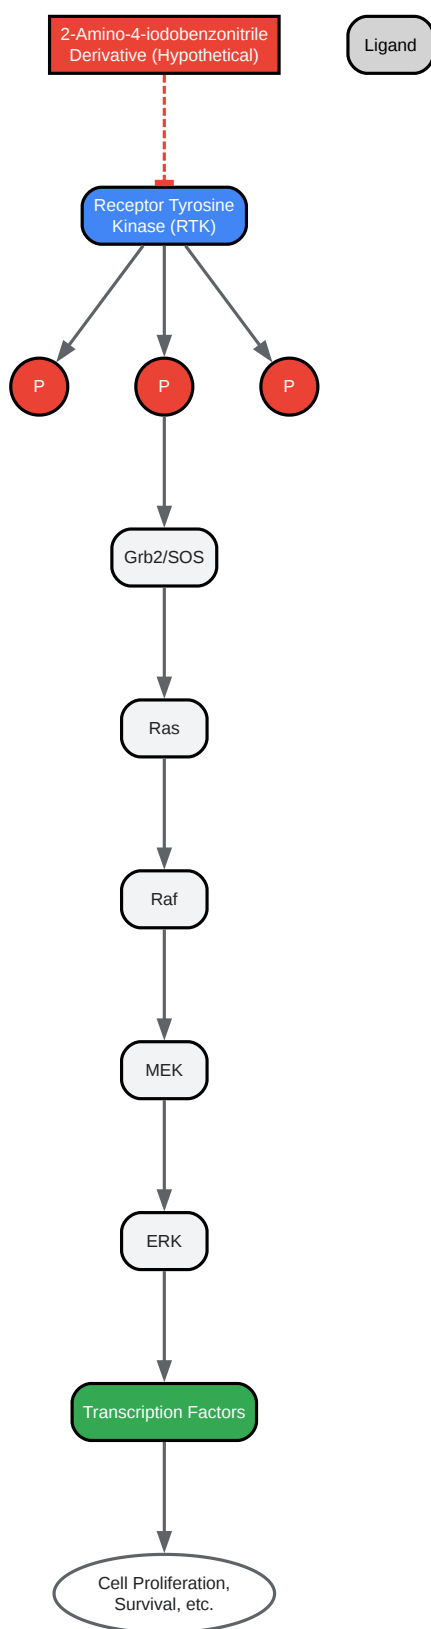 2-Amino-4-iodobenzonitrile
Derivative (Hypothetical)
Ligand
Receptor Tyrosine
Kinase (RTK)
P
P
P
Grb2/SOS
Ras
Raf
MEK
ERK
Transcription Factors
Cell Proliferation,
Survival, etc.